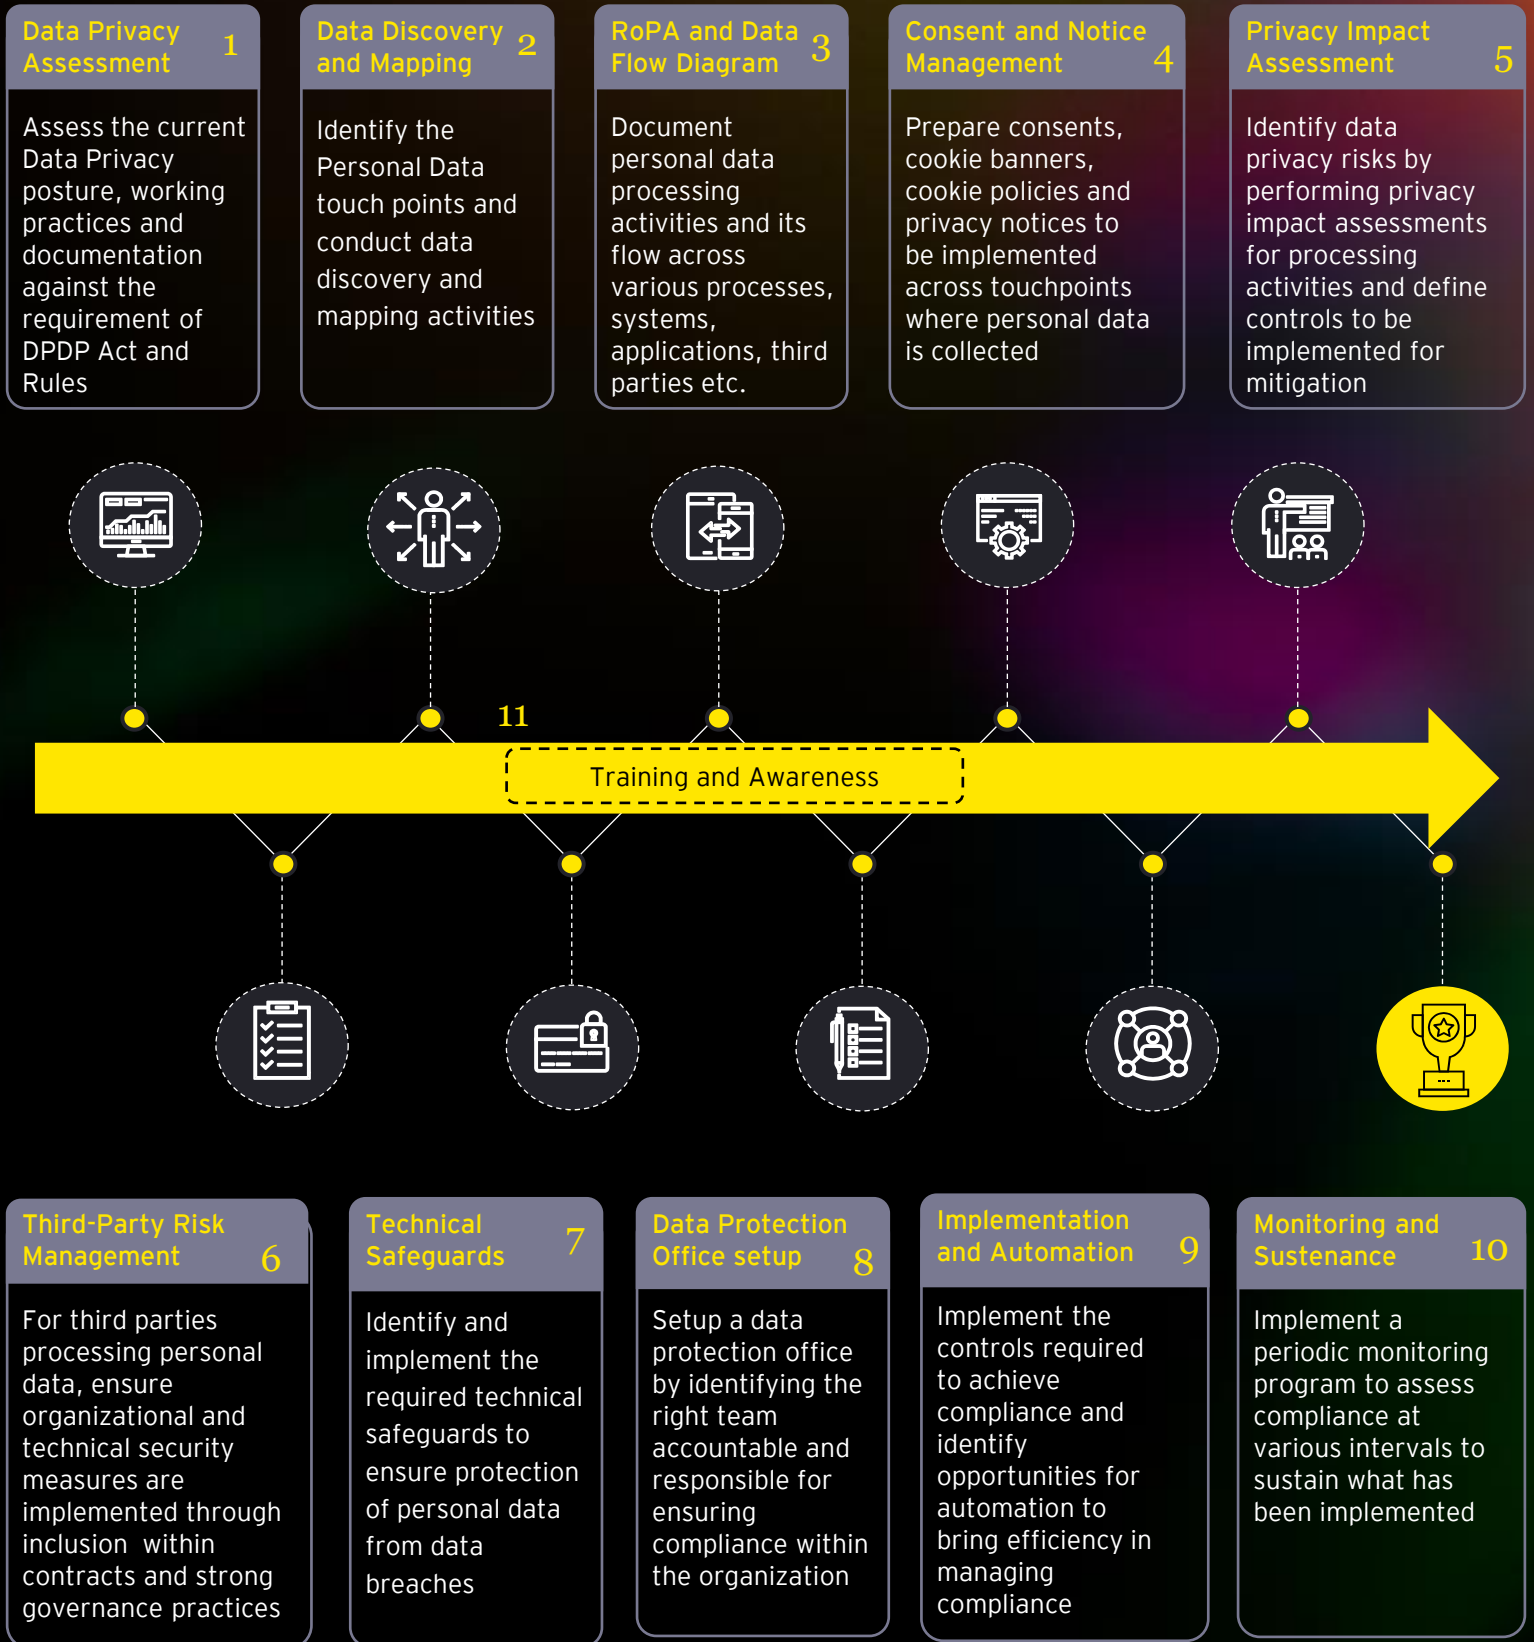 Data Privacy
Assessment
1
Assess the current
Data Privacy
posture, working
practices and
documentation
against the
requirement of
DPDP Act and
Rules
Data Discovery
and Mapping
2
Identify the
Personal Data
touch points and
conduct data
discovery and
mapping activities
RoPA and Data
Flow Diagram
3
Document
personal data
processing
activities and its
flow across
various processes,
systems,
applications, third
parties etc.
Consent and Notice
Management
4
Prepare consents,
cookie banners,
cookie policies and
privacy notices to
be implemented
across touchpoints
where personal data
is collected
Privacy Impact
Assessment
5
Identify data
privacy risks by
performing privacy
impact assessments
for processing
activities and define
controls to be
implemented for
mitigation
11
Training and Awareness
Third-Party Risk
Management
6
For third parties
processing personal
data, ensure
organizational and
technical security
measures are
implemented through
inclusion  within
contracts and strong
governance practices
Technical
Safeguards
7
Identify and
implement the
required technical
safeguards to
ensure protection
of personal data
from data
breaches
Data Protection
Office setup
8
Setup a data
protection office
by identifying the
right team
accountable and
responsible for
ensuring
compliance within
the organization
Implementation
and Automation
9
Implement the
controls required
to achieve
compliance and
identify
opportunities for
automation to
bring efficiency in
managing
compliance
Monitoring and
Sustenance
10
Implement a
periodic monitoring
program to assess
compliance at
various intervals to
sustain what has
been implemented